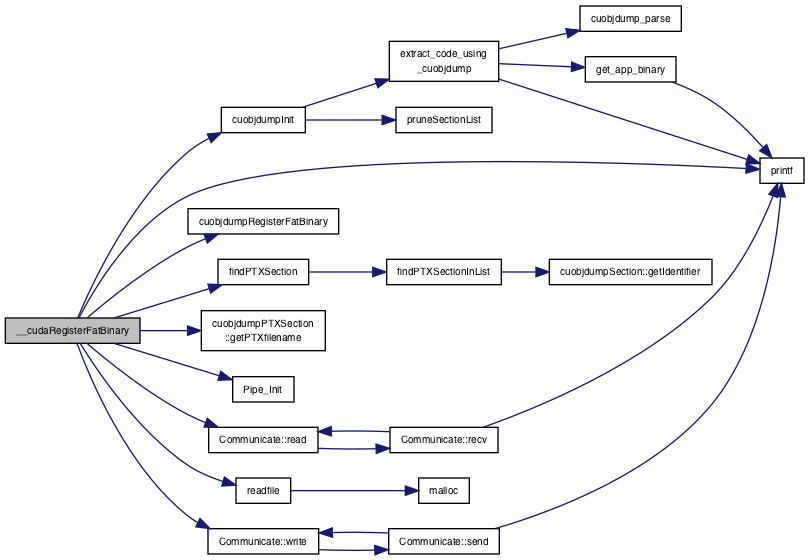 cuobjdump_parse
extract_code_using
_cuobjdump
get_app_binary
cuobjdumpInit
pruneSectionList
printf
cuobjdumpRegisterFatBinary
findPTXSection
findPTXSectionInList
cuobjdumpSection::getIdentifier
__cudaRegisterFatBinary
cuobjdumpPTXSection
::getPTXfilename
Pipe_Init
Communicate::read
Communicate::recv
readfile
malloc
Communicate::write
Communicate::send